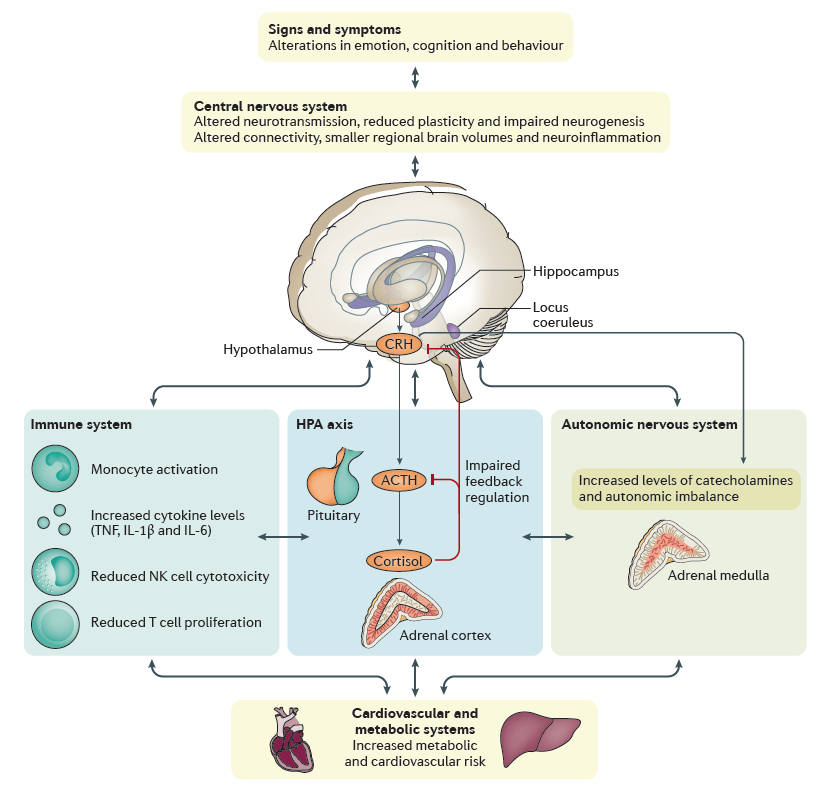 Signs and symptoms
Alterations in emotion, cognition and behaviour
Central nervous system
Altered neurotransmission, reduced plasticity and impaired neurogenesis
Altered connectivity, smaller regional brain volumes and neuroinflammation
Hippocampus
Locus
coeruleus
Hypothalamus
CRH
Immune system
Monocyte activation
Increased cytokine levels
(TNF, IL-1β and IL-6)
Reduced NK cell cytotoxicity
Reduced T cell proliferation
HPA axis
Pituitary
ACTH
Impaired
feedback
regulation
Cortisol
Adrenal cortex
Autonomic nervous system
Increased levels of catecholamines
and autonomic imbalance
Adrenal medulla
Cardiovascular and
metabolic systems
Increased metabolic
and cardiovascular risk